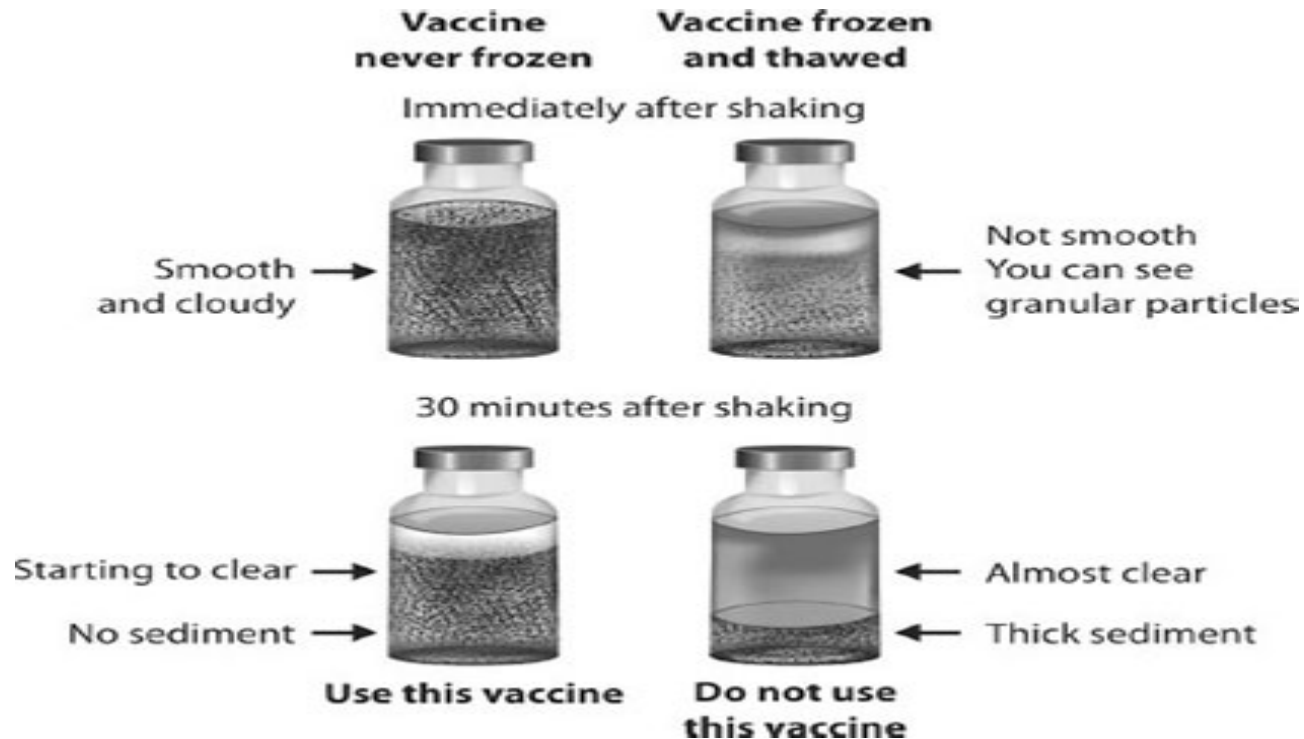 Vaccine never frozen
Vaccine frozen and thawed
Immediately after shaking
Smooth and cloudy
Not smooth
You can see granular particles
30 minutes after shaking
Starting to clear
No sediment
Almost clear
Thick sediment
Use this vaccine
Do not use this vaccine